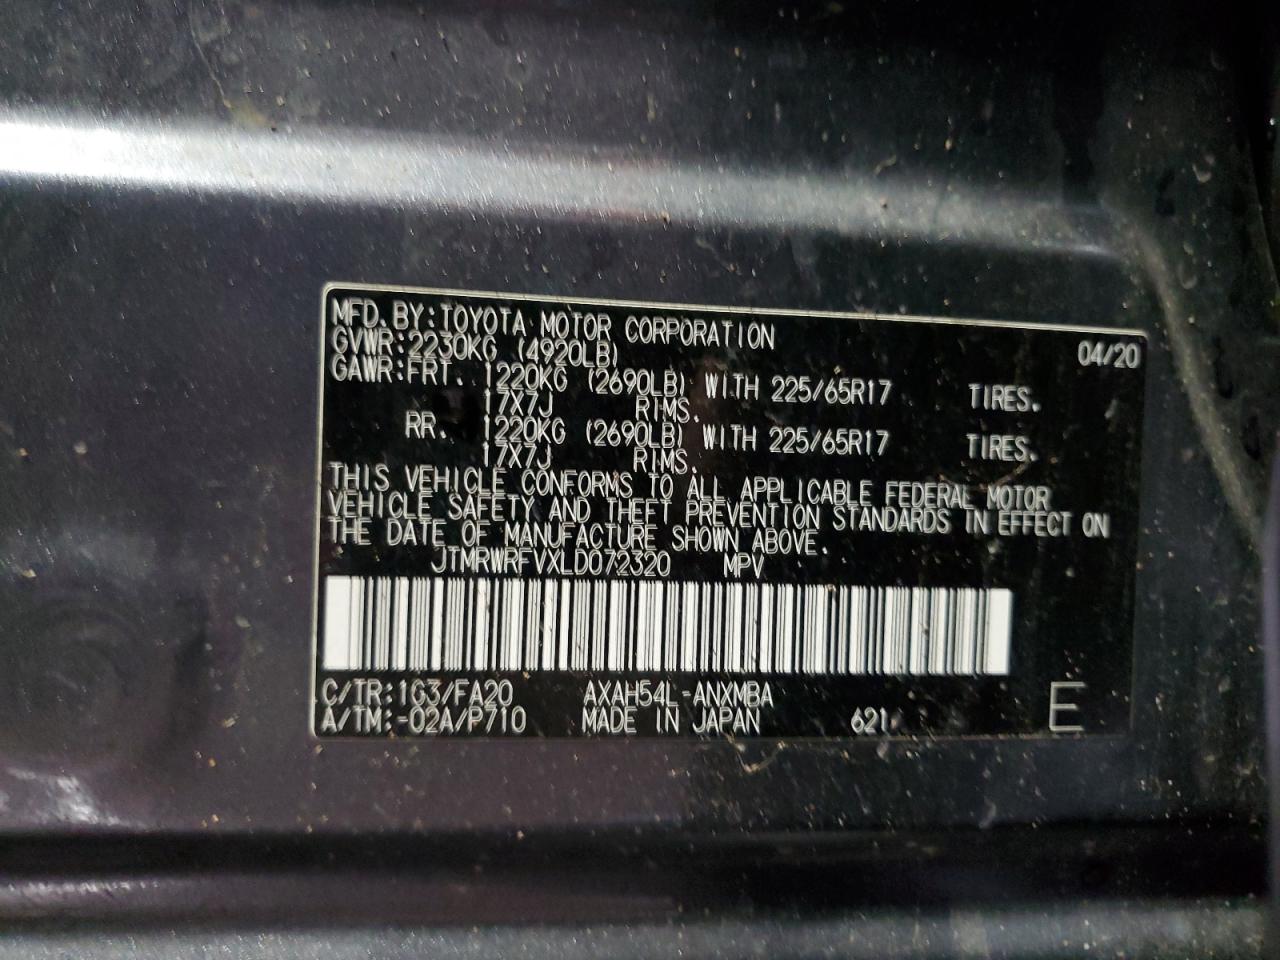 MFD. BY: TOYOTA MOTOR CORPORATION 04/20
GVWR: 2230KG (4920LB)
GAWR: FRT. 1220KG (2690LB) WITH 225/65R17 TIRES.
17X7J RIMS.
RR. 1220KG (2690LB) WITH 225/65R17 TIRES.
17X7J RIMS.
THIS VEHICLE CONFORMS TO ALL APPLICABLE FEDERAL MOTOR
VEHICLE SAFETY AND THEFT PREVENTION STANDARDS IN EFFECT ON
THE DATE OF MANUFACTURE SHOWN ABOVE.
JTMRWRFVXLD072320 MPV
C/TR: 1G3/FA20 AXAH54L-ANXMBA
A/TM: -02A/P710 MADE IN JAPAN 621 E